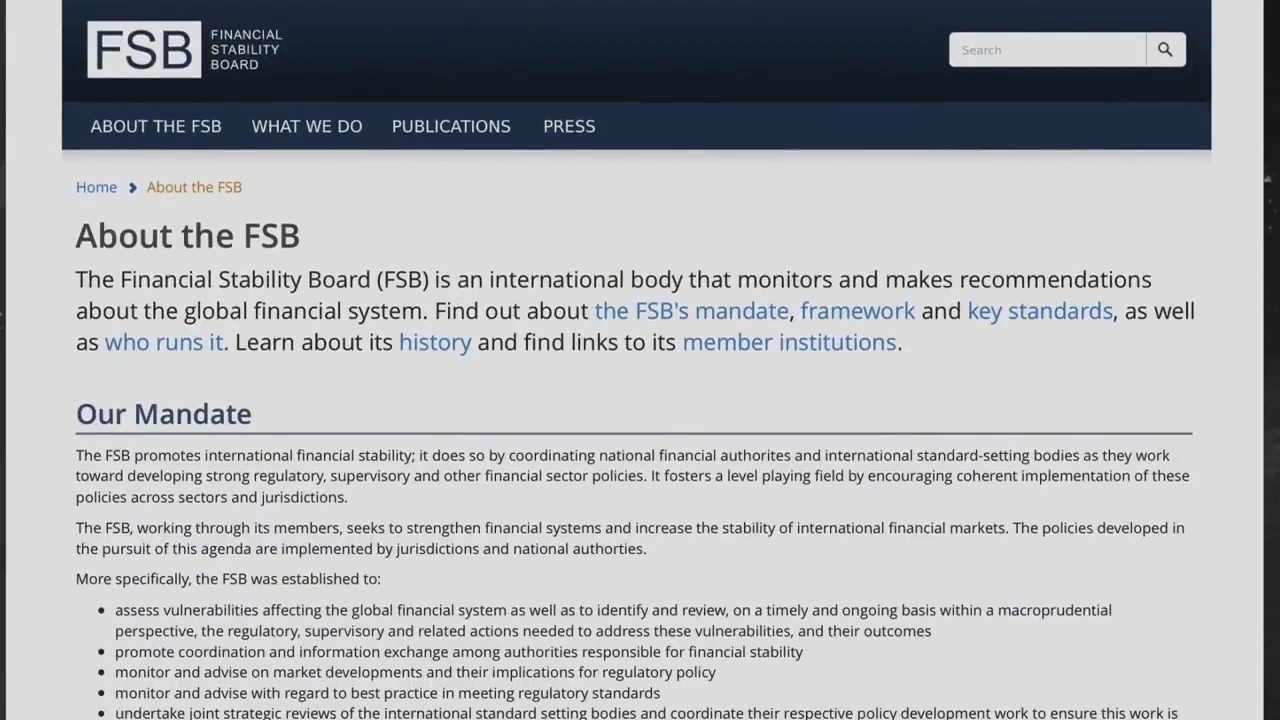 FSB
FINANCIAL
STABILITY
BOARD
Search
ABOUT THE FSB WHAT WE DO PUBLICATIONS PRESS
Home About the FSB
About the FSB
The Financial Stability Board (FSB) is an international body that monitors and makes recommendations
about the global financial system. Find out about the FSB's mandate, framework and key standards, as well
as who runs it. Learn about its history and find links to its member institutions.
Our Mandate
The FSB promotes international financial stability; it does so by coordinating national financial authorites and international standard-setting bodies as they work
toward developing strong regulatory, supervisory and other financial sector policies. It fosters a level playing field by encouraging coherent implementation of these
policies across sectors and jurisdictions.
The FSB, working through its members, seeks to strengthen financial systems and increase the stability of international financial markets. The policies developed in
the pursuit of this agenda are implemented by jurisdictions and national authorties.
More specifically, the FSB was established to:
• assess vulnerabilities affecting the global financial system as well as to identify and review, on a timely and ongoing basis within a macroprudential
perspective, the regulatory, supervisory and related actions needed to address these vulnerabilities, and their outcomes
• promote coordination and information exchange among authorities responsible for financial stability
• monitor and advise on market developments and their implications for regulatory policy
• monitor and advise with regard to best practice in meeting regulatory standards
• undertake joint strategic reviews of the international standard setting bodies and coordinate their respective policy development work to ensure this work is